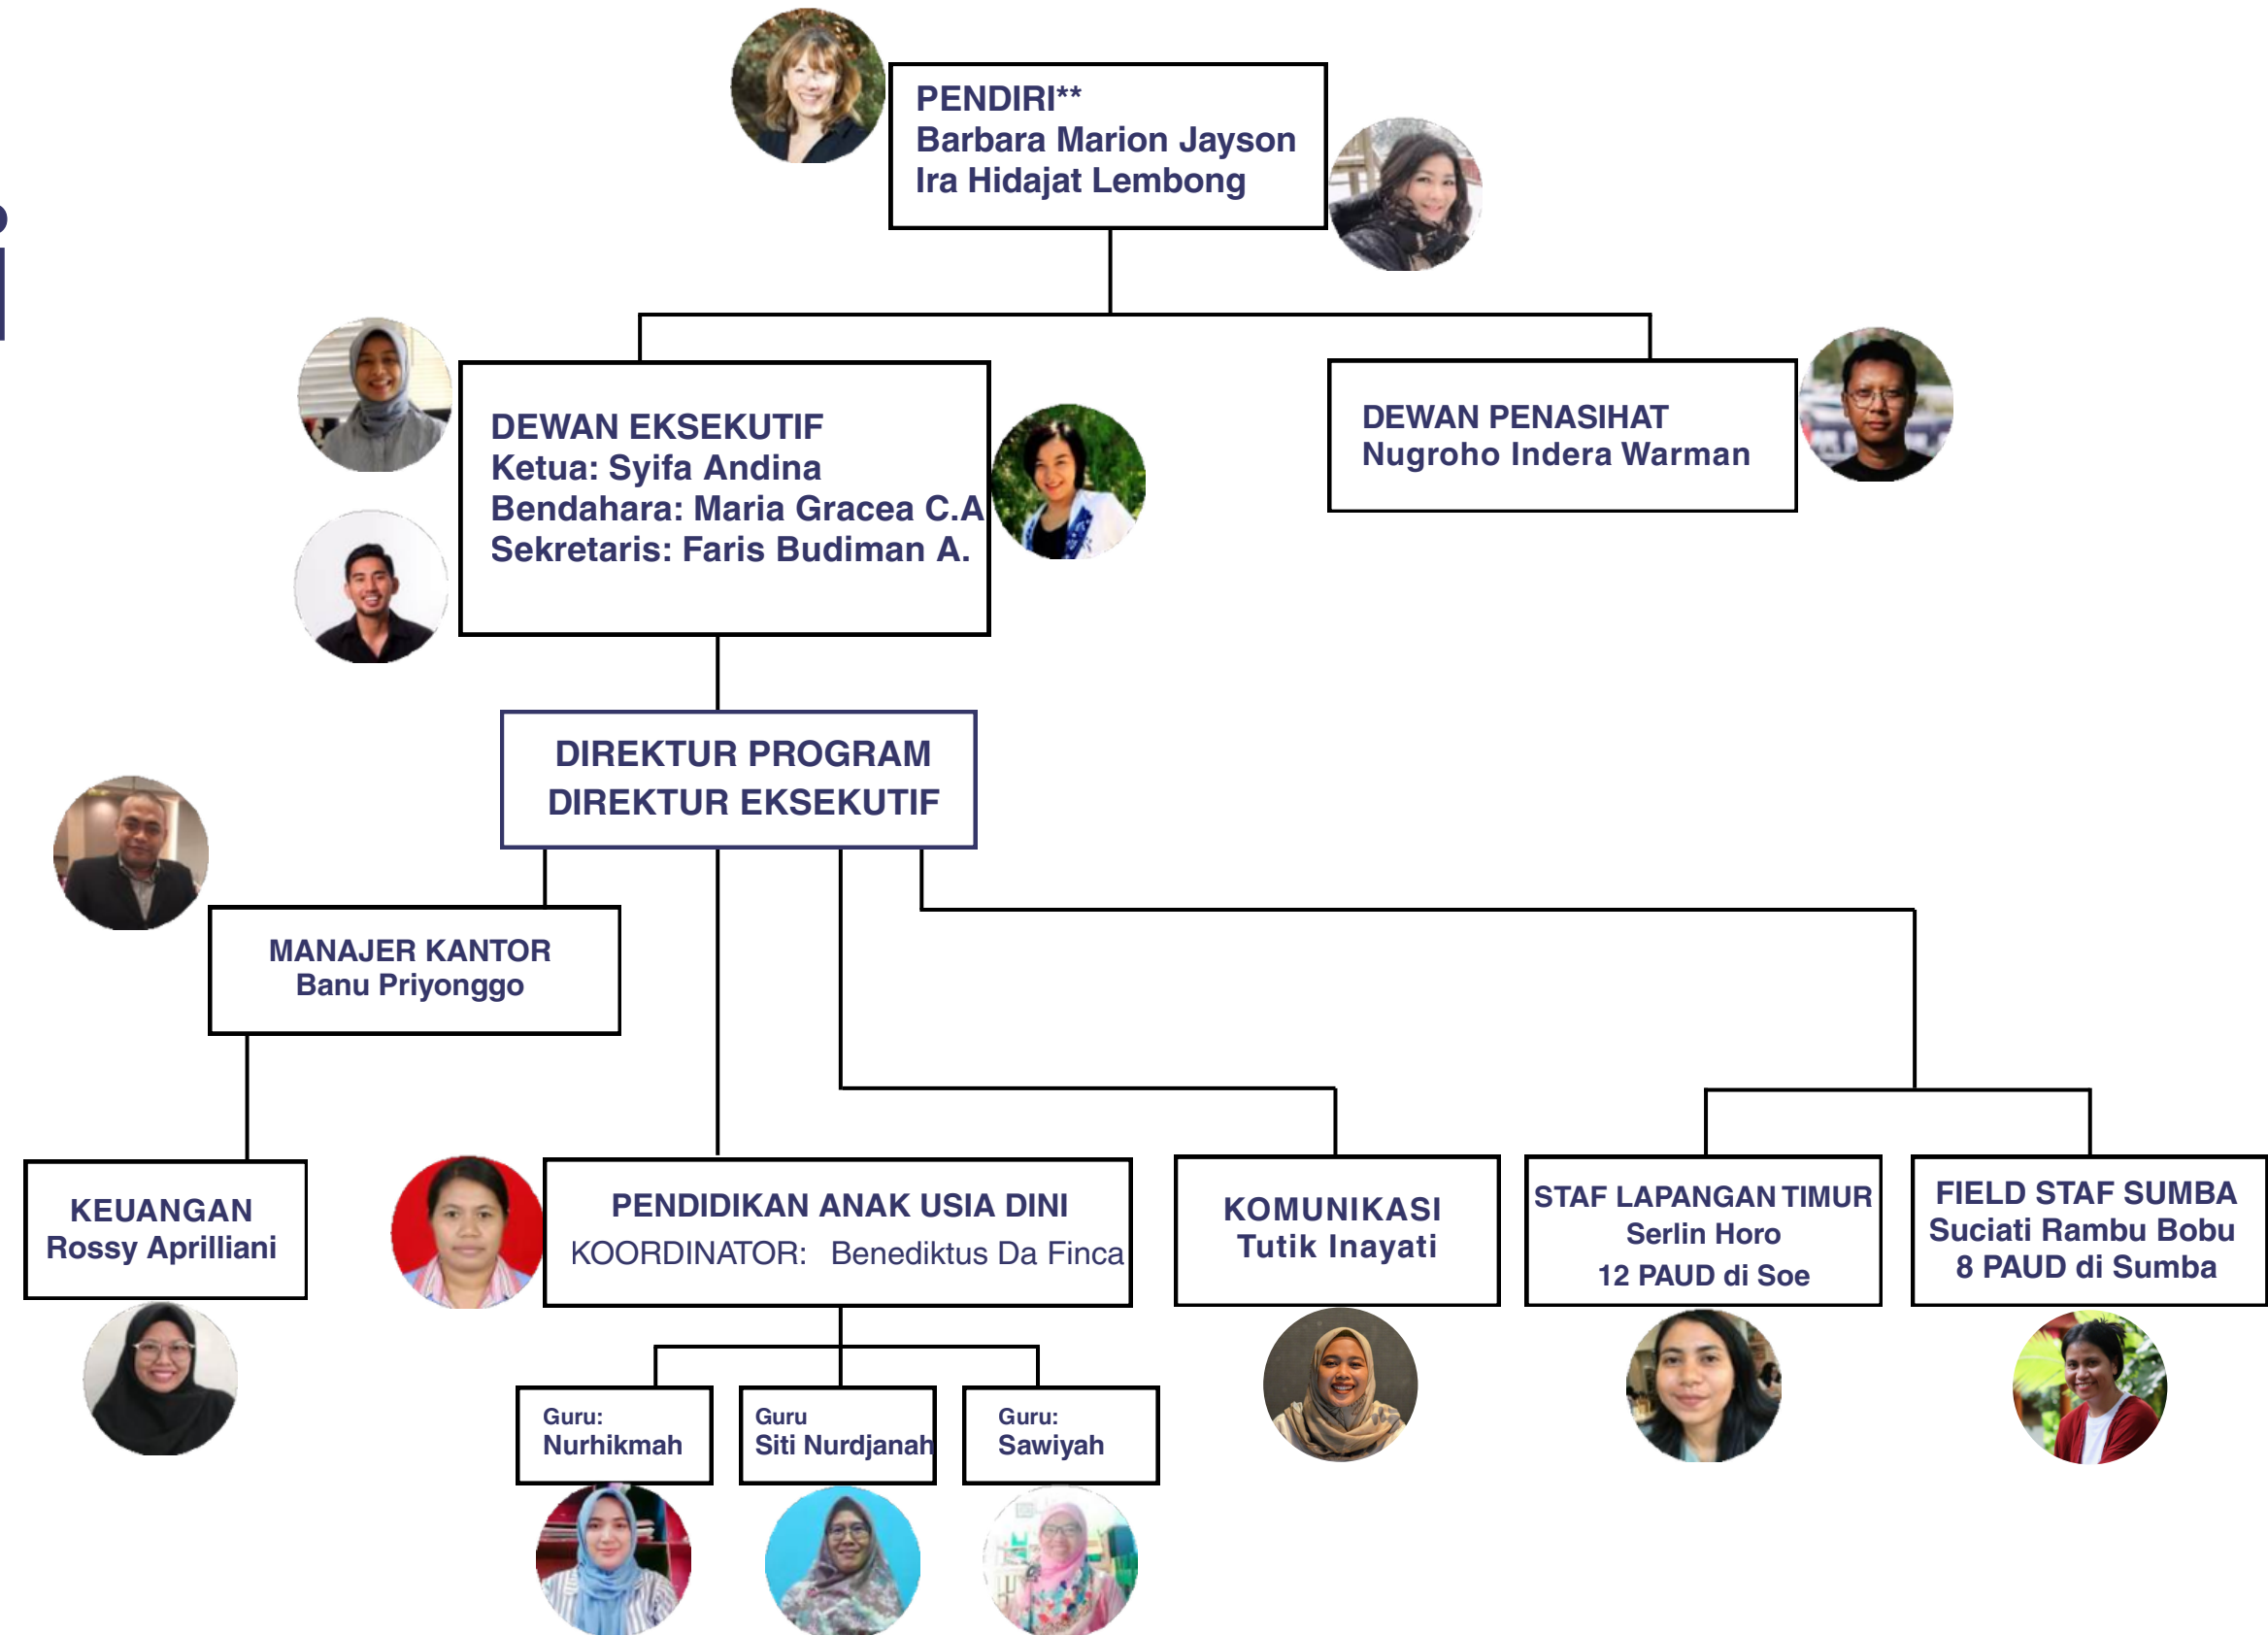 i
PENDIRI**
Barbara Marion Jayson
Ira Hidajat Lembong
DEWAN EKSEKUTIF
Ketua: Syifa Andina
Bendahara: Maria Gracea C.A
Sekretaris: Faris Budiman A.
DEWAN PENASIHAT
Nugroho Indera Warman
DIREKTUR PROGRAM
DIREKTUR EKSEKUTIF
MANAJER KANTOR
Banu Priyonggo
KEUANGAN
Rossy Aprilliani
PENDIDIKAN ANAK USIA DINI
KOORDINATOR: Benediktus Da Finca
KOMUNIKASI
Tutik Inayati
STAF LAPANGAN TIMUR
Serlin Horo
12 PAUD di Soe
FIELD STAF SUMBA
Suciati Rambu Bobu
8 PAUD di Sumba
Guru:
Nurhikmah
Guru
Siti Nurdjanah
Guru:
Sawiyah